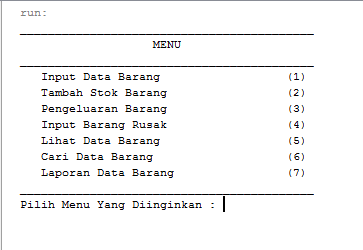 run:
MENU
Input Data Barang (1)
Tambah Stok Barang (2)
Pengeluaran Barang (3)
Input Barang Rusak (4)
Lihat Data Barang (5)
Cari Data Barang (6)
Laporan Data Barang (7)
Pilih Menu Yang Diinginkan :